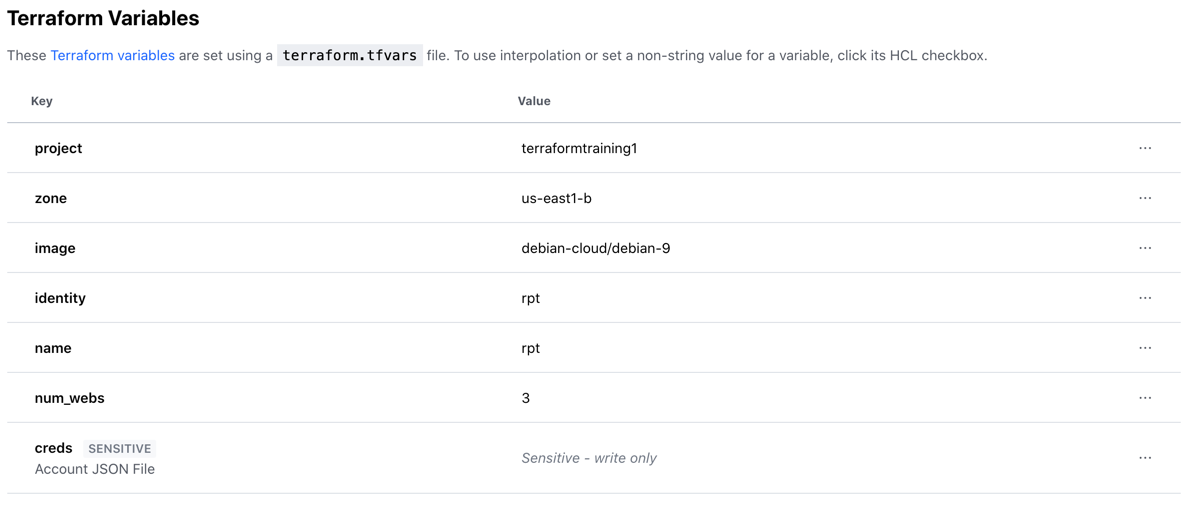 Terraform Variables
These Terraform variables are set using a terraform.tfvars file. To use interpolation or set a non-string value for a variable, click its HCL checkbox.
Key Value
project terraformtraining1 ...
zone us-east1-b ...
image debian-cloud/debian-9 ...
identity rpt ...
name rpt ...
num_webs 3 ...
creds SENSITIVE
Account JSON File
Sensitive - write only ...